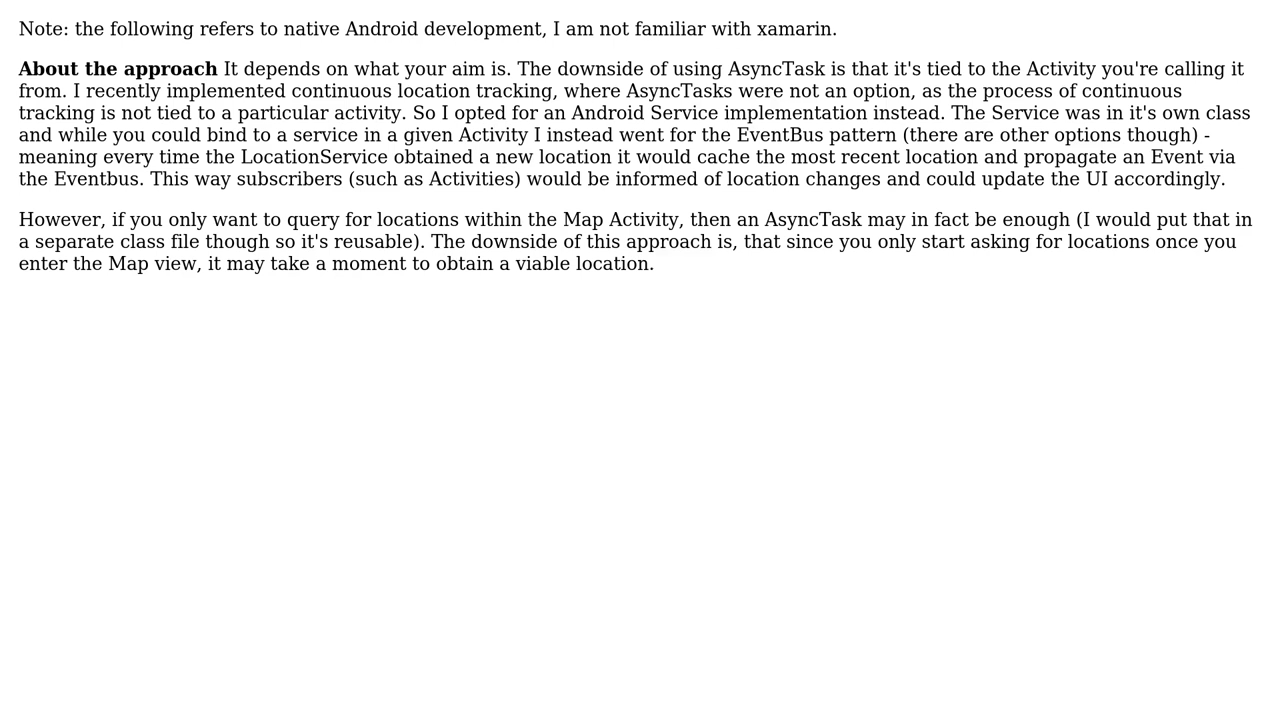 Note: the following refers to native Android development, I am not familiar with xamarin.
About the approach It depends on what your aim is. The downside of using AsyncTask is that it's tied to the Activity you're calling it
from. I recently implemented continuous location tracking, where AsyncTasks were not an option, as the process of continuous
tracking is not tied to a particular activity. So I opted for an Android Service implementation instead. The Service was in it's own class
and while you could bind to a service in a given Activity I instead went for the EventBus pattern (there are other options though) -
meaning every time the LocationService obtained a new location it would cache the most recent location and propagate an Event via
the Eventbus. This way subscribers (such as Activities) would be informed of location changes and could update the UI accordingly.
However, if you only want to query for locations within the Map Activity, then an AsyncTask may in fact be enough (I would put that in
a separate class file though so it's reusable). The downside of this approach is, that since you only start asking for locations once you
enter the Map view, it may take a moment to obtain a viable location.